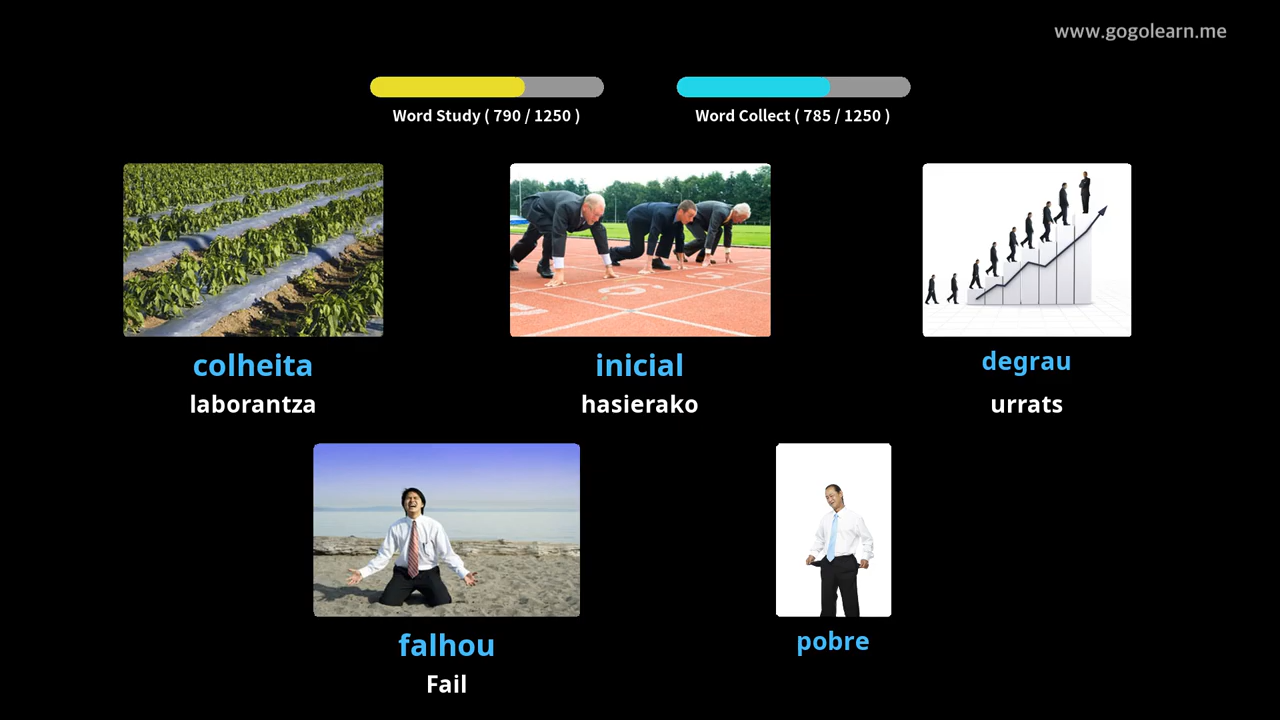 www.gogolearn.me
Word Study ( 790 / 1250 )
Word Collect ( 785 / 1250 )
colheita
laborantza
inicial
hasierako
degrau
urrats
falhou
Fail
pobre